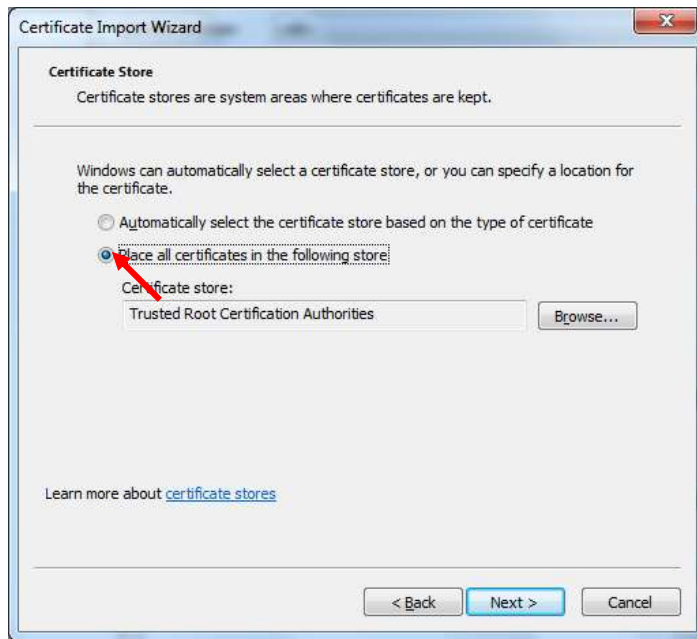 Certificate Import Wizard
Certificate Store
Certificate stores are system areas where certificates are kept.
Windows can automatically select a certificate store, or you can specify a location for
the certificate.
Automatically select the certificate store based on the type of certificate
Place all certificates in the following store
Certificate store:
Trusted Root Certification Authorities
Browse...
Learn more about certificate stores
< Back
Next >
Cancel